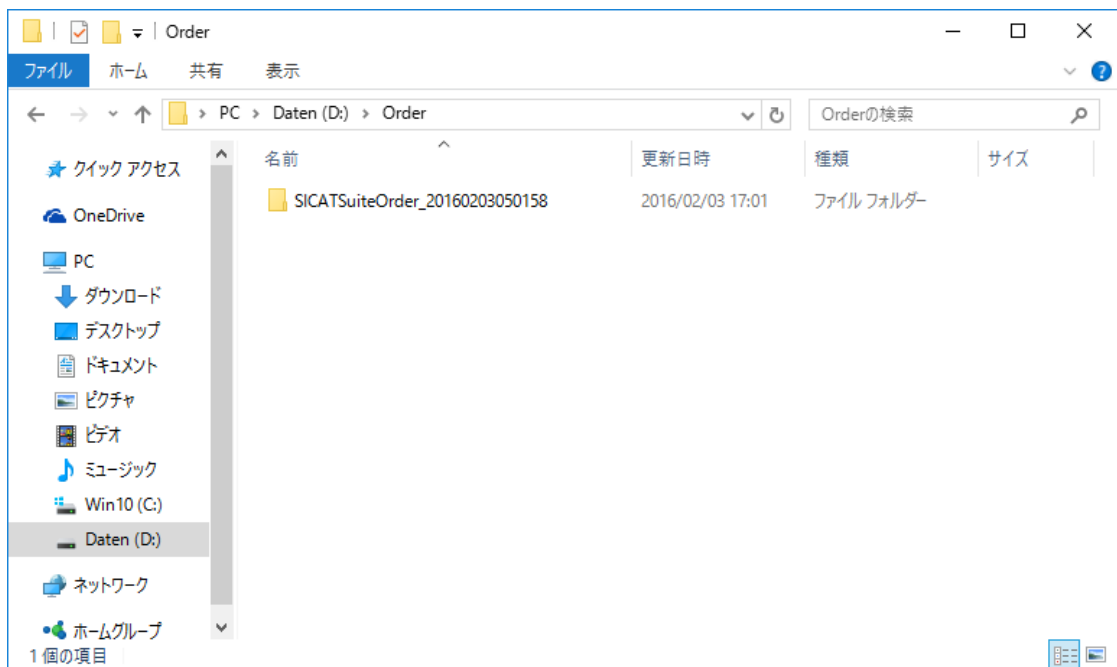 Order
ファイル ホーム 共有 表示
PC > Daten (D:) > Order
Orderの検索
名前 更新日時 種類 サイズ
SICATSuiteOrder_20160203050158 2016/02/03 17:01 ファイル フォルダー
クイック アクセス
OneDrive
PC
ダウンロード
デスクトップ
ドキュメント
ピクチャ
ビデオ
ミュージック
Win10 (C:)
Daten (D:)
ネットワーク
ホームグループ
1 個の項目